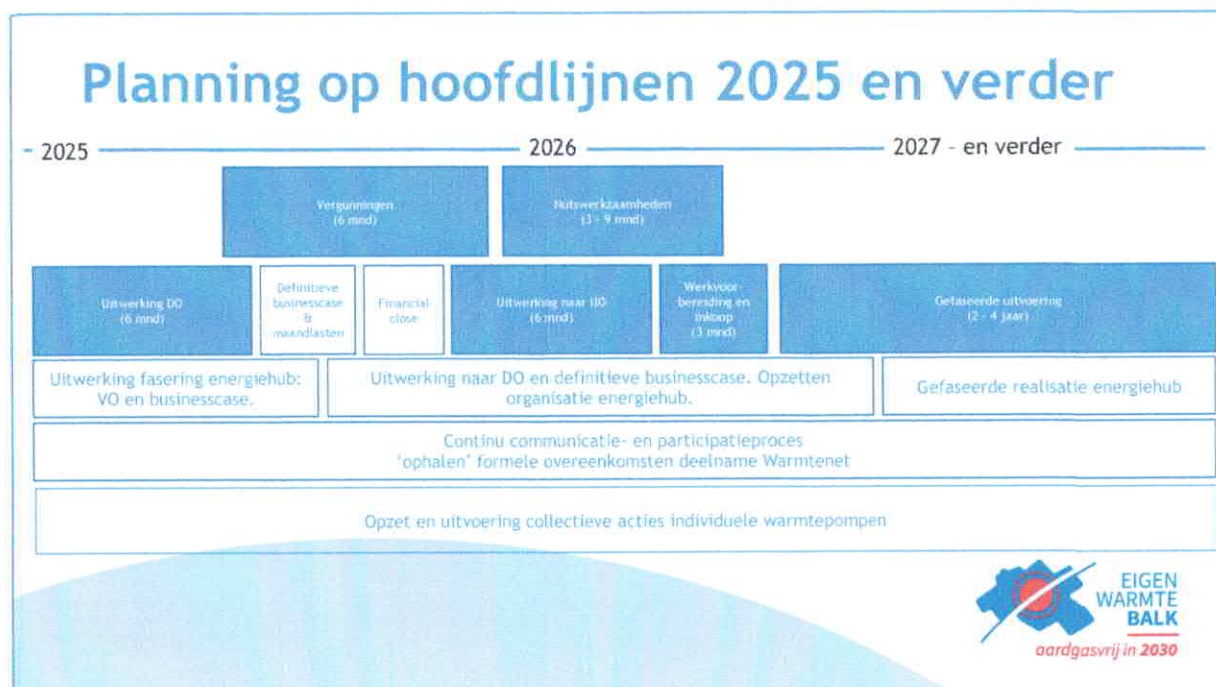 Planning op hoofdlijnen 2025 en verder
2025
2026
2027 - en verder
Vergunningen
(6 mnd)
Nutswerkzaamheden
(3 - 9 mnd)
Uitwerking DO
(6 mnd)
Definitieve
businesscase
&
maandlasten
Financial
close
Uitwerking naar UO
(6 mnd)
Werkvoor-
bereiding en
inkoop
(3 mnd)
Gefaseerde uitvoering
(2 - 4 jaar)
Uitwerking fasering energiehub:
VO en businesscase.
Uitwerking naar DO en definitieve businesscase. Opzetten
organisatie energiehub.
Gefaseerde realisatie energiehub
Continu communicatie- en participatieproces
‘ophalen’ formele overeenkomsten deelname Warmtenet
Opzet en uitvoering collectieve acties individuele warmtepompen
EIGEN
WARMTE
BALK
aardgasvrij in 2030